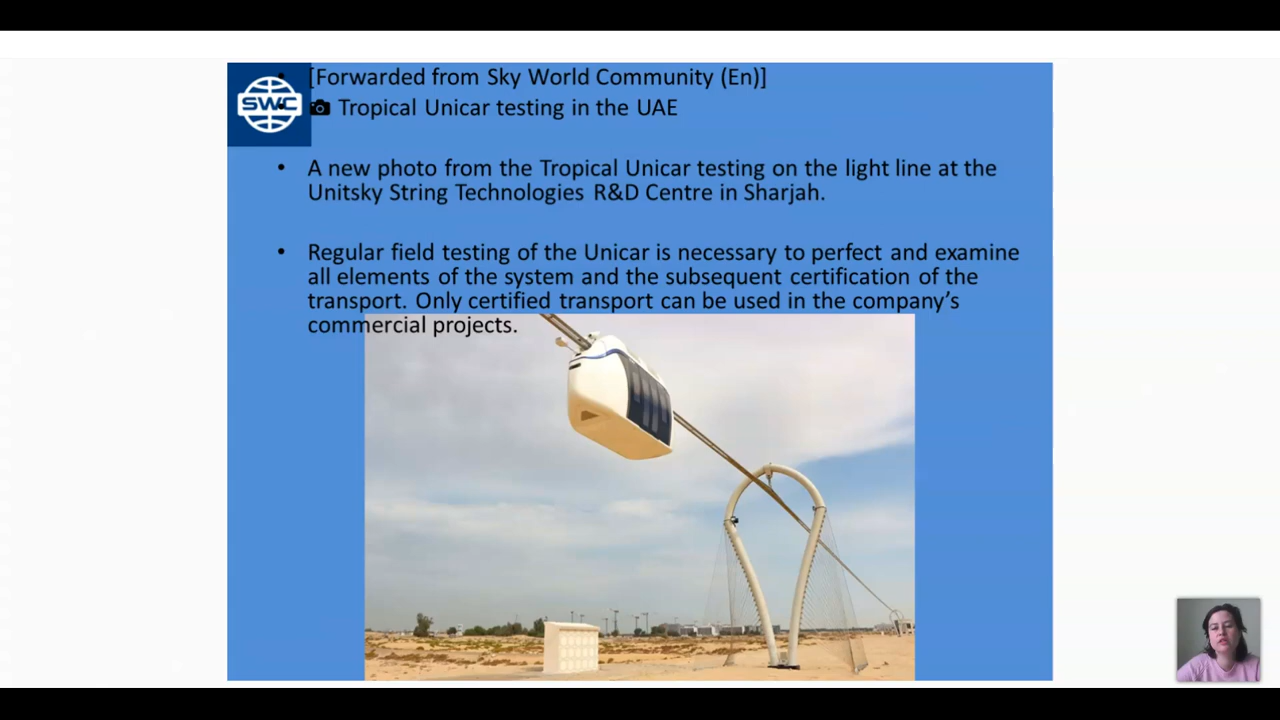 SWC
[Forwarded from Sky World Community (En)]
Tropical Unicar testing in the UAE
A new photo from the Tropical Unicar testing on the light line at the
Unitsky String Technologies R&D Centre in Sharjah.
Regular field testing of the Unicar is necessary to perfect and examine
all elements of the system and the subsequent certification of the
transport. Only certified transport can be used in the company’s
commercial projects.